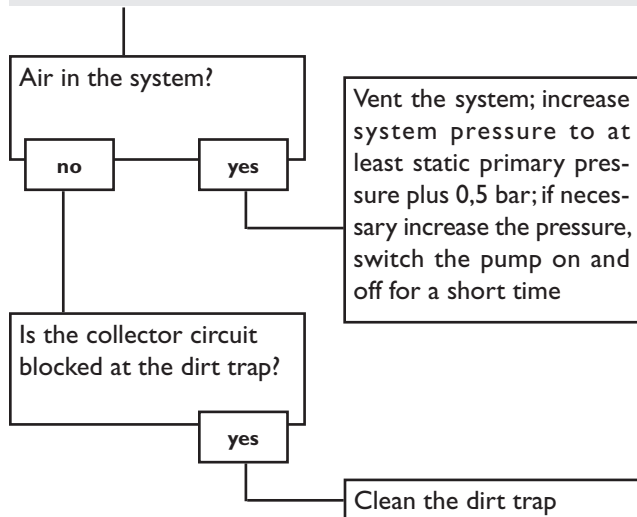 Air in the system?
no
yes
Vent the system; increase
system pressure to at
least static primary pres-
sure plus 0,5 bar; if neces-
sary increase the pressure,
switch the pump on and
off for a short time
Is the collector circuit
blocked at the dirt trap?
yes
Clean the dirt trap